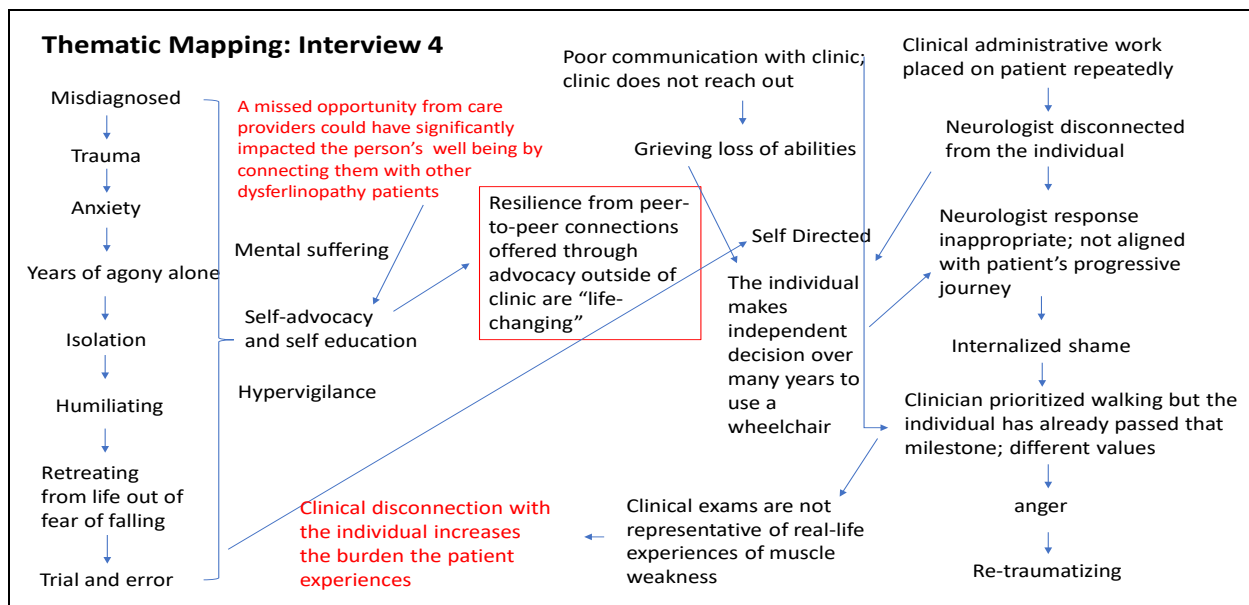 Thematic Mapping: Interview 4
Misdiagnosed
Trauma
Anxiety
Years of agony alone
Isolation
Humiliating
Retreating
from life out of
fear of falling
Trial and error
A missed opportunity from care
providers could have significantly
impacted the person's well being by
connecting them with other
dysferlinopathy patients
Mental suffering
Self-advocacy
and self education
Hypervigilance
Resilience from peer-
to-peer connections
offered through
advocacy outside of
clinic are "life-
changing"
Poor communication with clinic;
clinic does not reach out
Grieving loss of abilities
Self Directed
The individual
makes
independent
decision over
many years to
use a
wheelchair
Clinical administrative work
placed on patient repeatedly
Neurologist disconnected
from the individual
Neurologist response
inappropriate; not aligned
with patient's progressive
journey
Internalized shame
Clinician prioritized walking but the
individual has already passed that
milestone; different values
anger
Re-traumatizing
Clinical exams are not
representative of real-life
experiences of muscle
weakness
Clinical disconnection with
the individual increases
the burden the patient
experiences